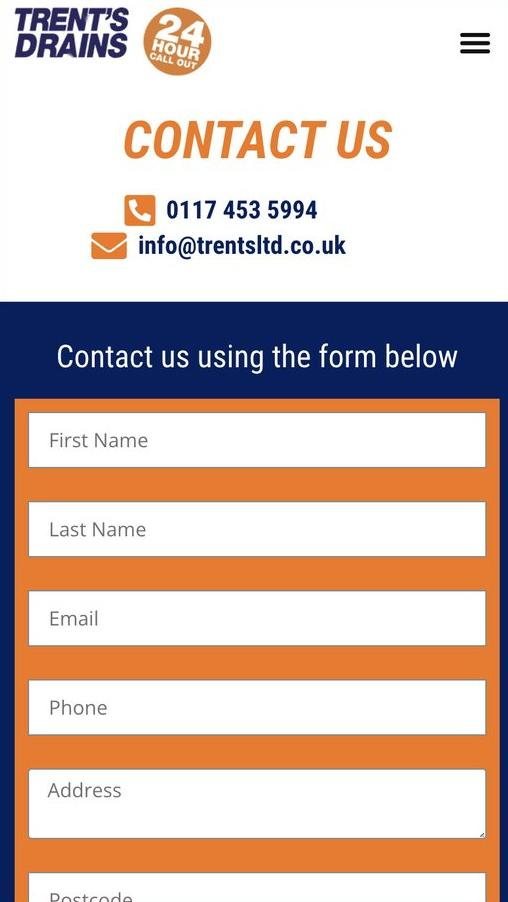 TRENT'S
DRAINS
24
HOUR
CALL OUT
CONTACT US
0117 453 5994
info@trentsltd.co.uk
Contact us using the form below
First Name
Last Name
Email
Phone
Address
Postcode